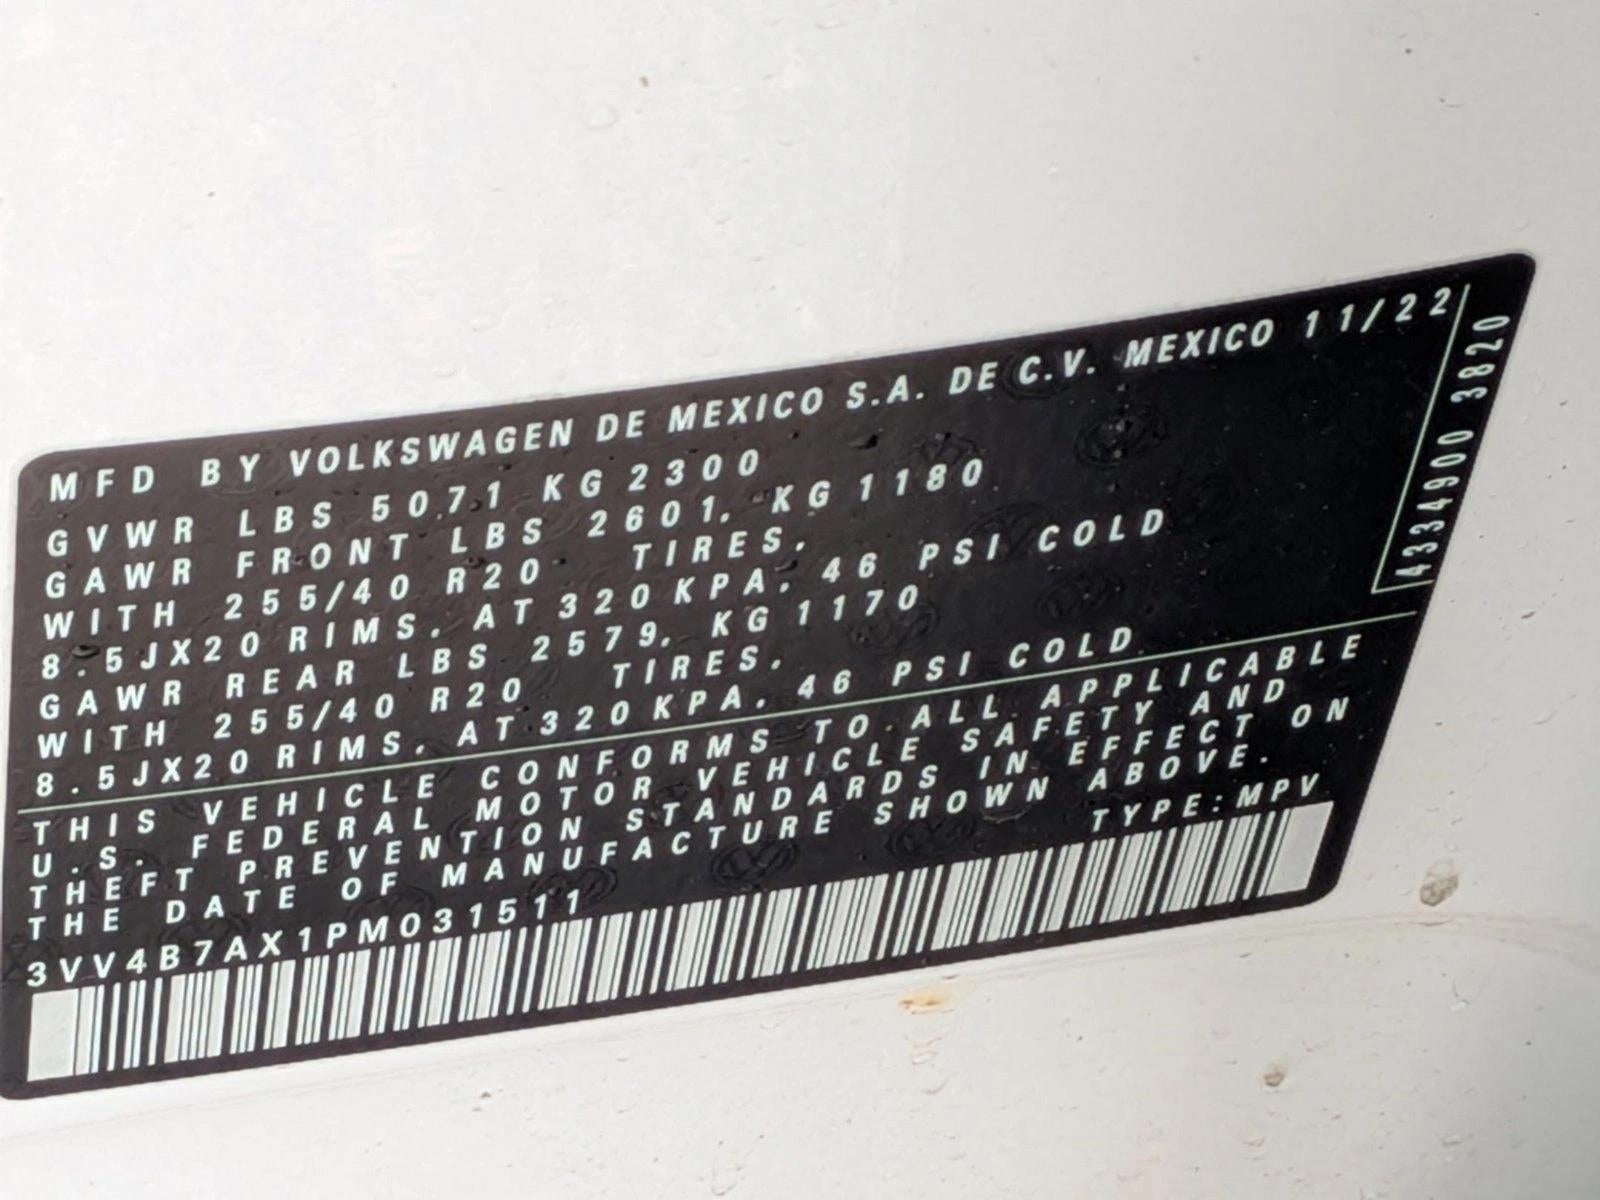 MFD BY VOLKSWAGEN DE MEXICO S.A. DE C.V. MEXICO 11/22
GVWR LBS 5071 KG 2300
GAWR FRONT LBS 2601. KG 1180
WITH 255/40 R20 TIRES.
8.5JX20 RIMS. AT 320 KPA. 46 PSI COLD
GAWR REAR LBS 2579. KG 1170
WITH 255/40 R20 TIRES.
8.5JX20 RIMS. AT 320 KPA. 46 PSI COLD
THIS VEHICLE CONFORMS TO ALL APPLICABLE
U.S. FEDERAL MOTOR VEHICLE SAFETY AND
THEFT PREVENTION STANDARDS IN EFFECT ON
THE DATE OF MANUFACTURE SHOWN ABOVE.
TYPE:MPV
3VV4B7AX1PM031511
4334900 3820